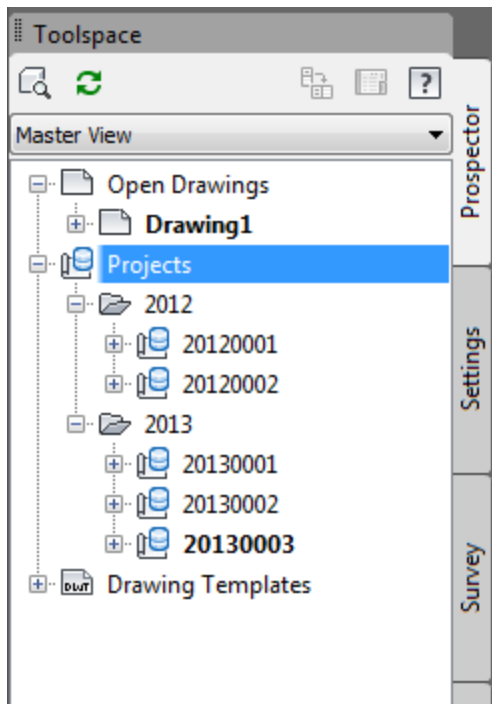 Toolspace
?
Master View
Open Drawings
Drawing1
Projects
2012
20120001
20120002
2013
20130001
20130002
20130003
DWT Drawing Templates
Prospector
Settings
Survey